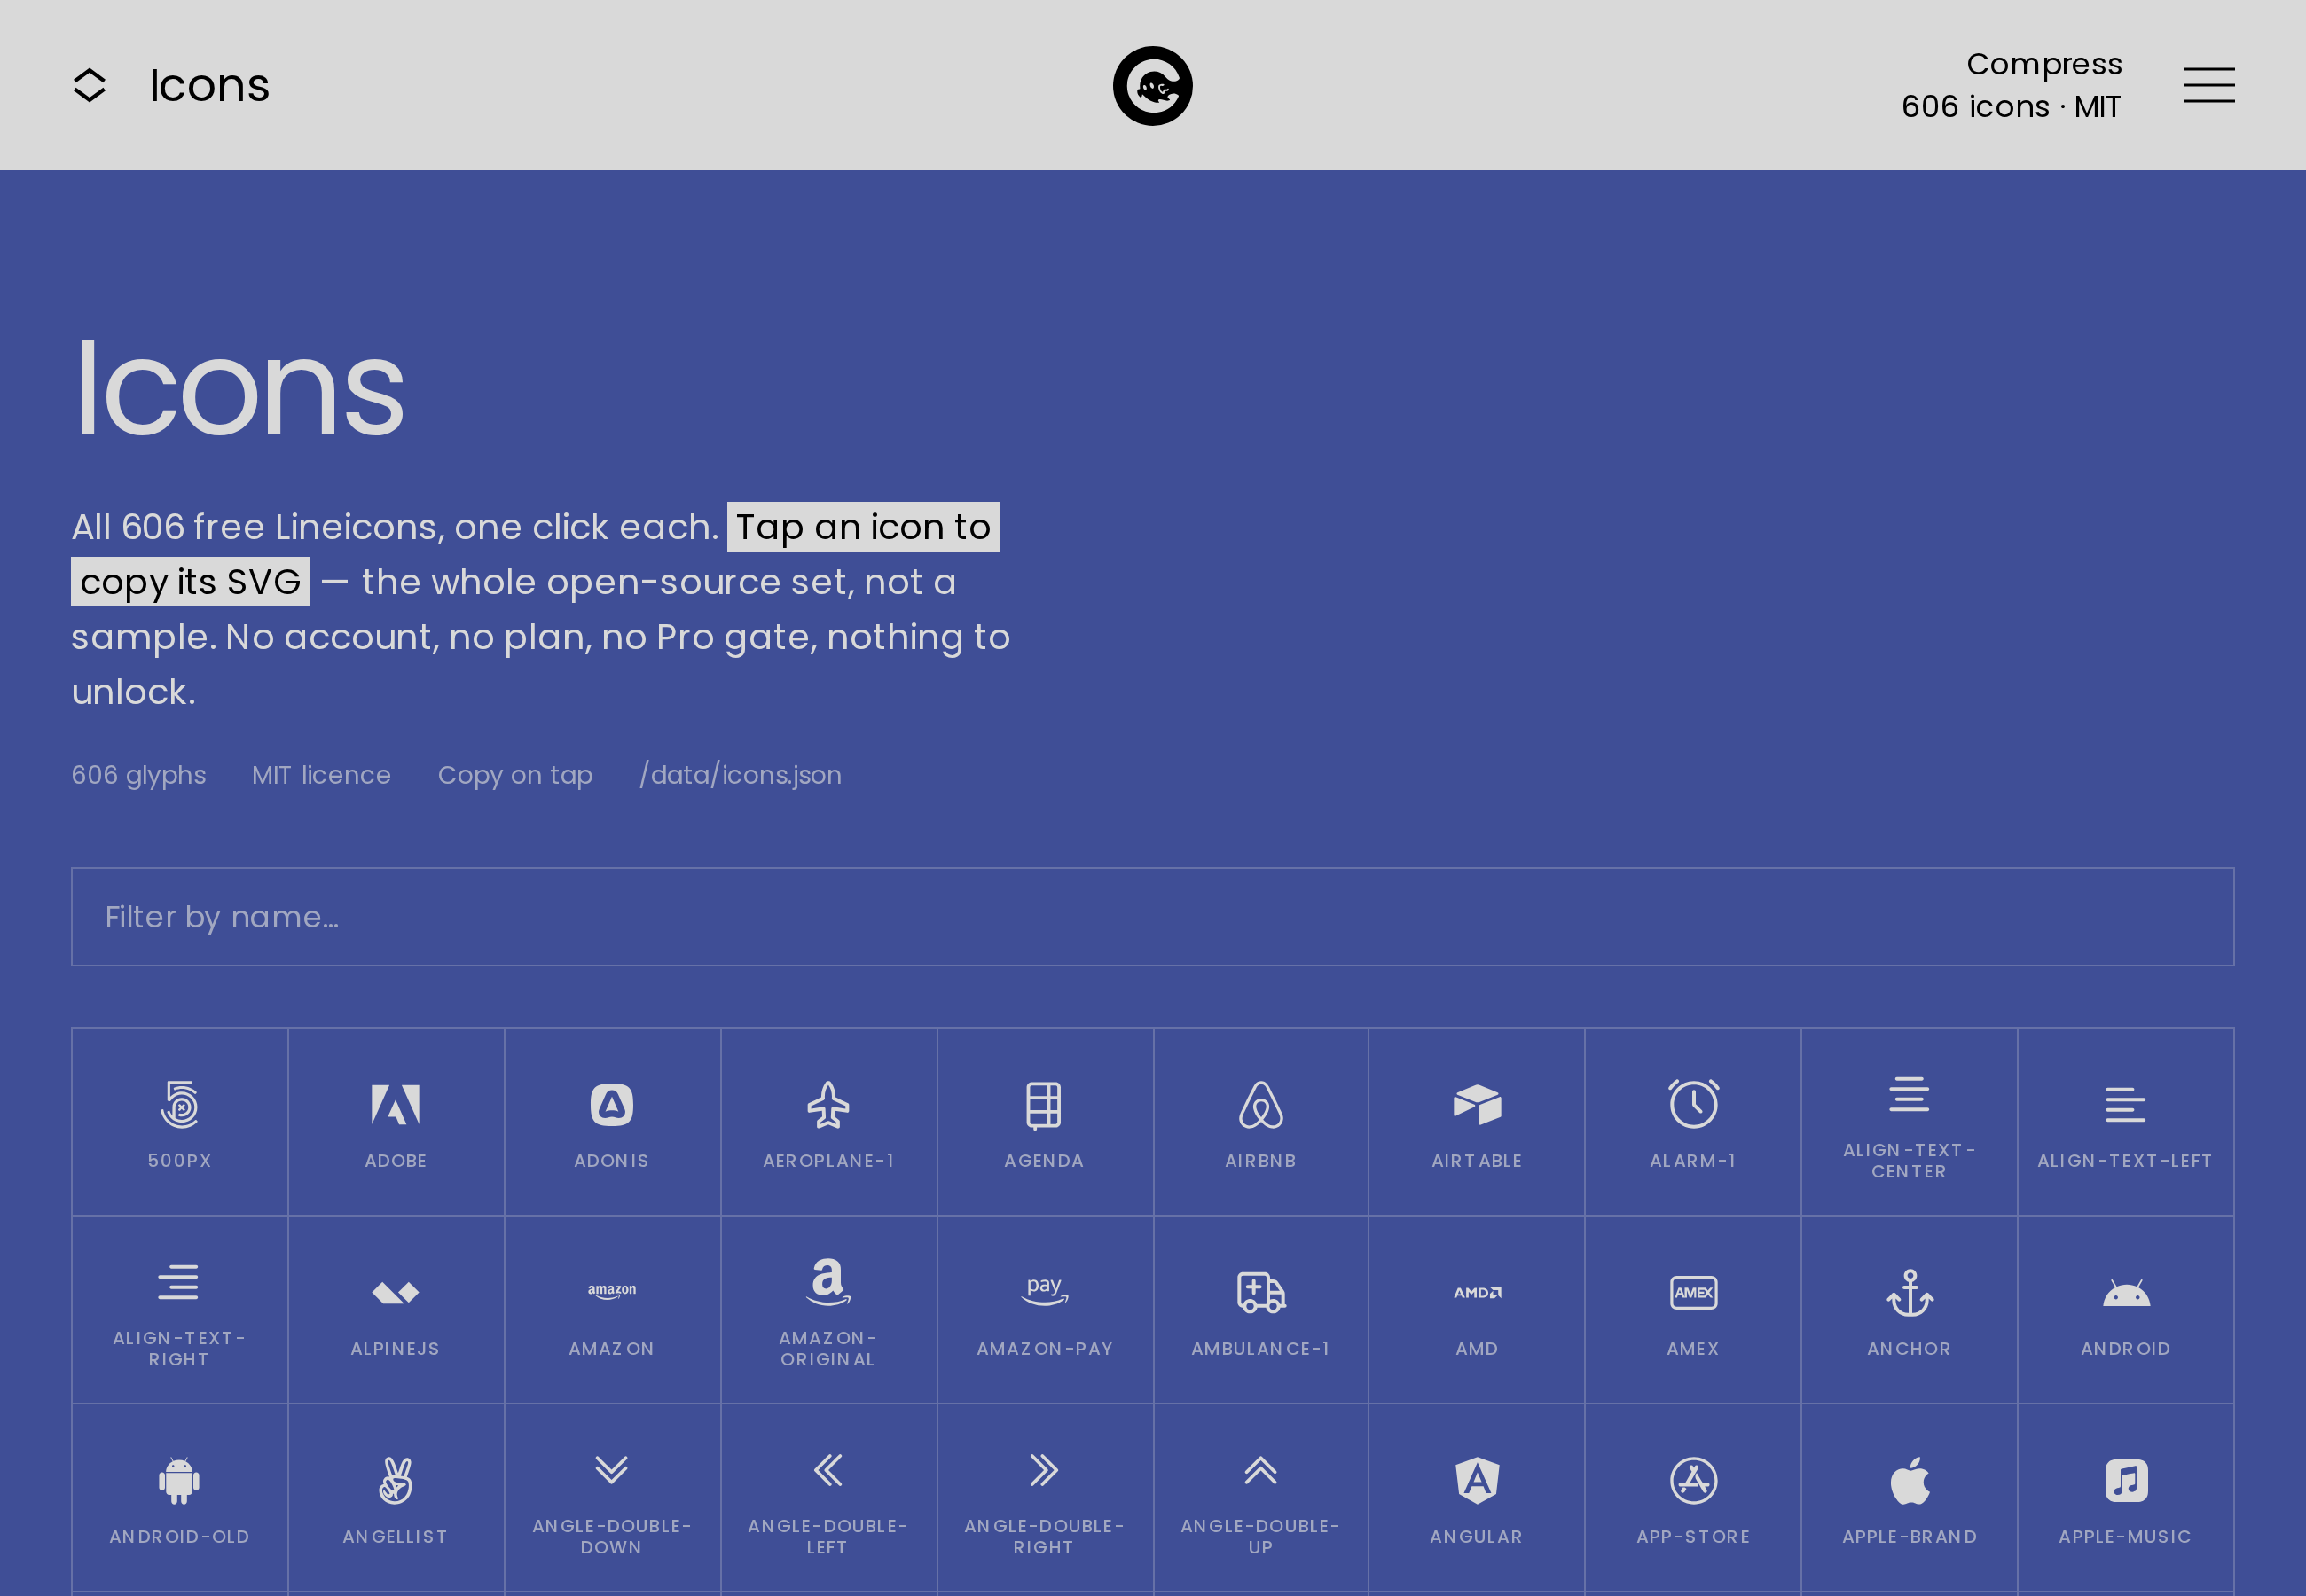 Icons
Compress
606 icons · MIT
Icons
All 606 free Lineicons, one click each. Tap an icon to
copy its SVG — the whole open-source set, not a
sample. No account, no plan, no Pro gate, nothing to
unlock.
606 glyphs MIT licence Copy on tap /data/icons.json
Filter by name...
500PX ADOBE ADONIS AEROPLANE-1 AGENDA AIRBNB AIRTABLE ALARM-1 ALIGN-TEXT-
CENTER ALIGN-TEXT-LEFT
amazon
pay
AMD
AMEX
ALIGN-TEXT-
RIGHT ALPINEJS AMAZON AMAZON-
ORIGINAL AMAZON-PAY AMBULANCE-1 AMD AMEX ANCHOR ANDROID
ANDROID-OLD ANGELLIST ANGLE-DOUBLE-
DOWN ANGLE-DOUBLE-
LEFT ANGLE-DOUBLE-
RIGHT ANGLE-DOUBLE-
UP ANGULAR APP-STORE APPLE-BRAND APPLE-MUSIC